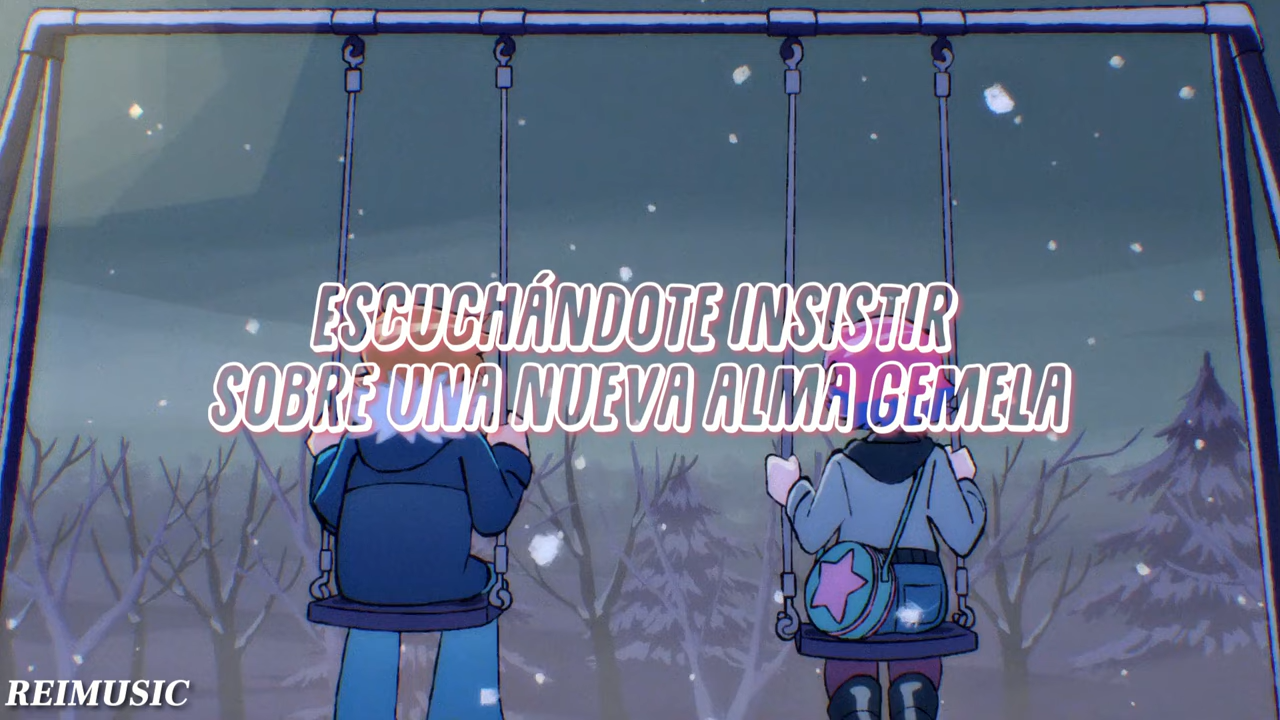 ESCUCHÁNDOTE INSISTIR
SOBRE UNA NUEVA ALMA GEMELA
REIMUSIC